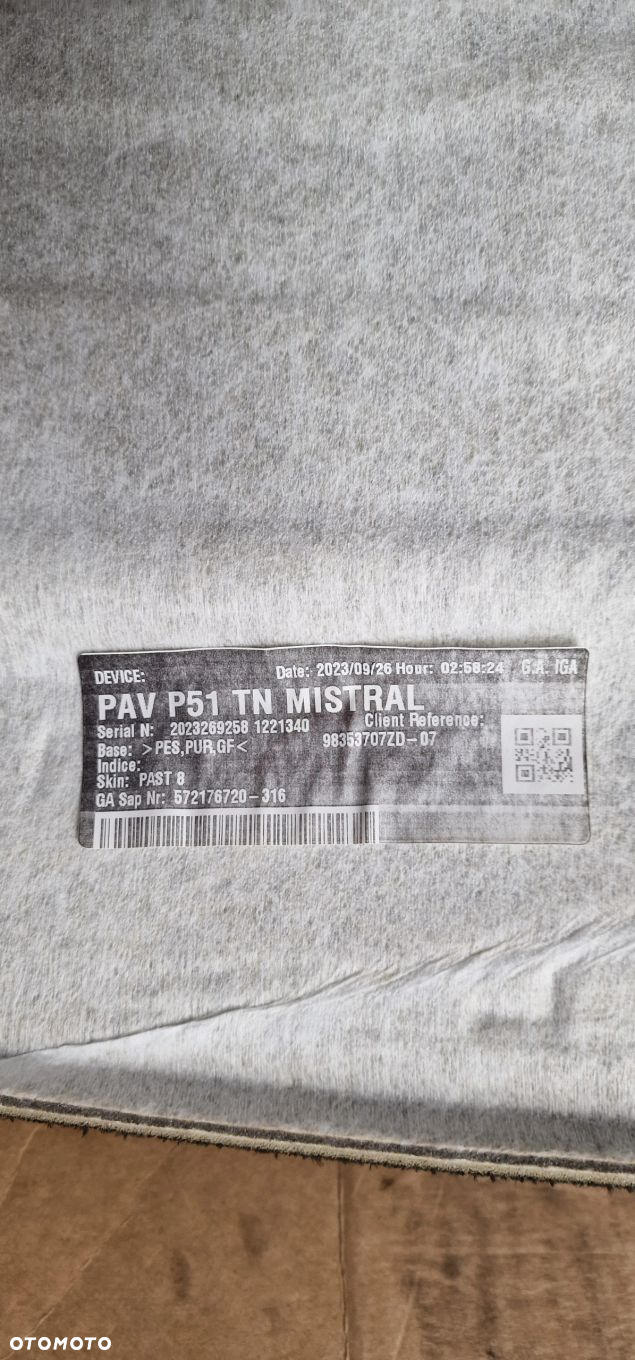 DEVICE:
Date: 2023/09/26 Hour: 02:58:24 G.A. IGA
PAV P51 TN MISTRAL
Serial N: 2023269258 1221340
Client Reference:
Base: >PES,PUR,GF<
98353707ZD-07
Indice:
Skin: PAST 8
GA Sap Nr: 572176720-316
OTOMOTO